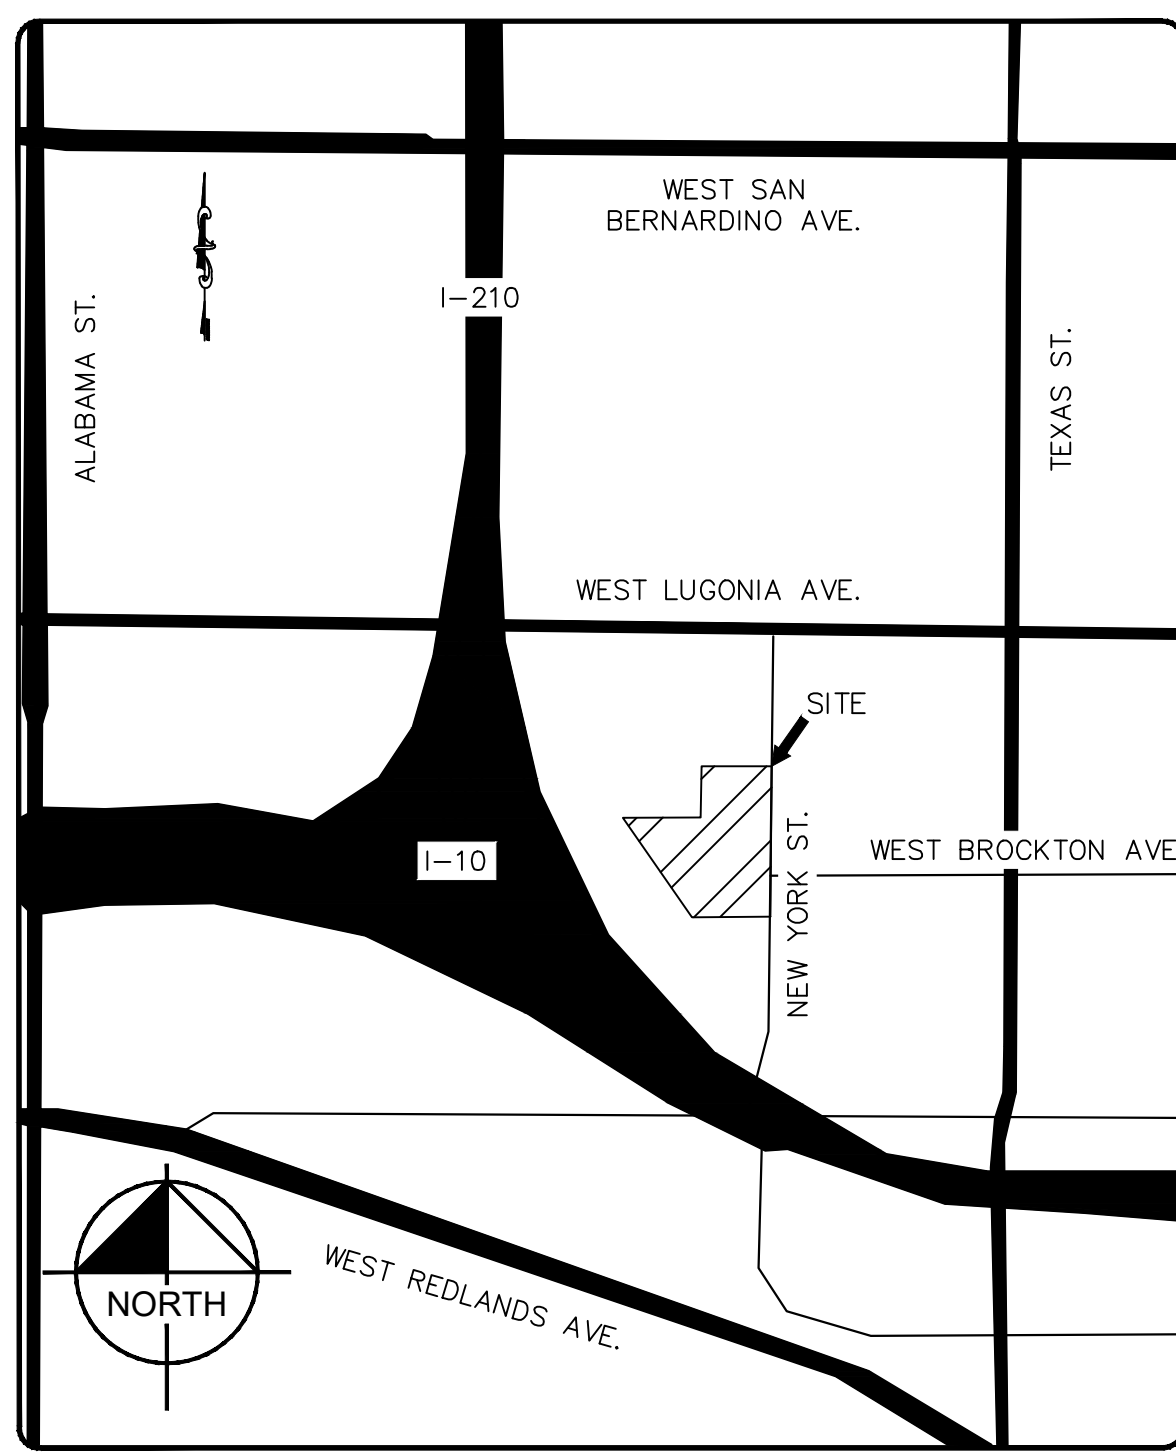 WEST SAN
BERNARDINO AVE.
I-210
ALABAMA ST.
TEXAS ST.
WEST LUGONIA AVE.
SITE
I-10
WEST BROCKTON AVE
NEW YORK ST.
WEST REDLANDS AVE.
NORTH